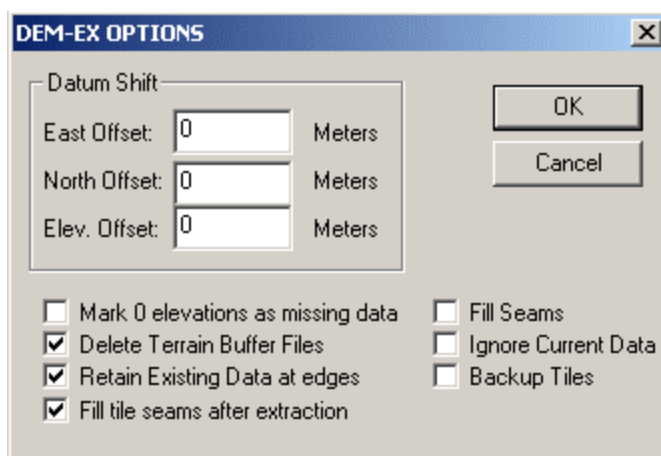 DEM-EX OPTIONS
Datum Shift
East Offset: 0 Meters
North Offset: 0 Meters
Elev. Offset: 0 Meters
OK
Cancel
Mark 0 elevations as missing data
Delete Terrain Buffer Files
Retain Existing Data at edges
Fill tile seams after extraction
Fill Seams
Ignore Current Data
Backup Tiles